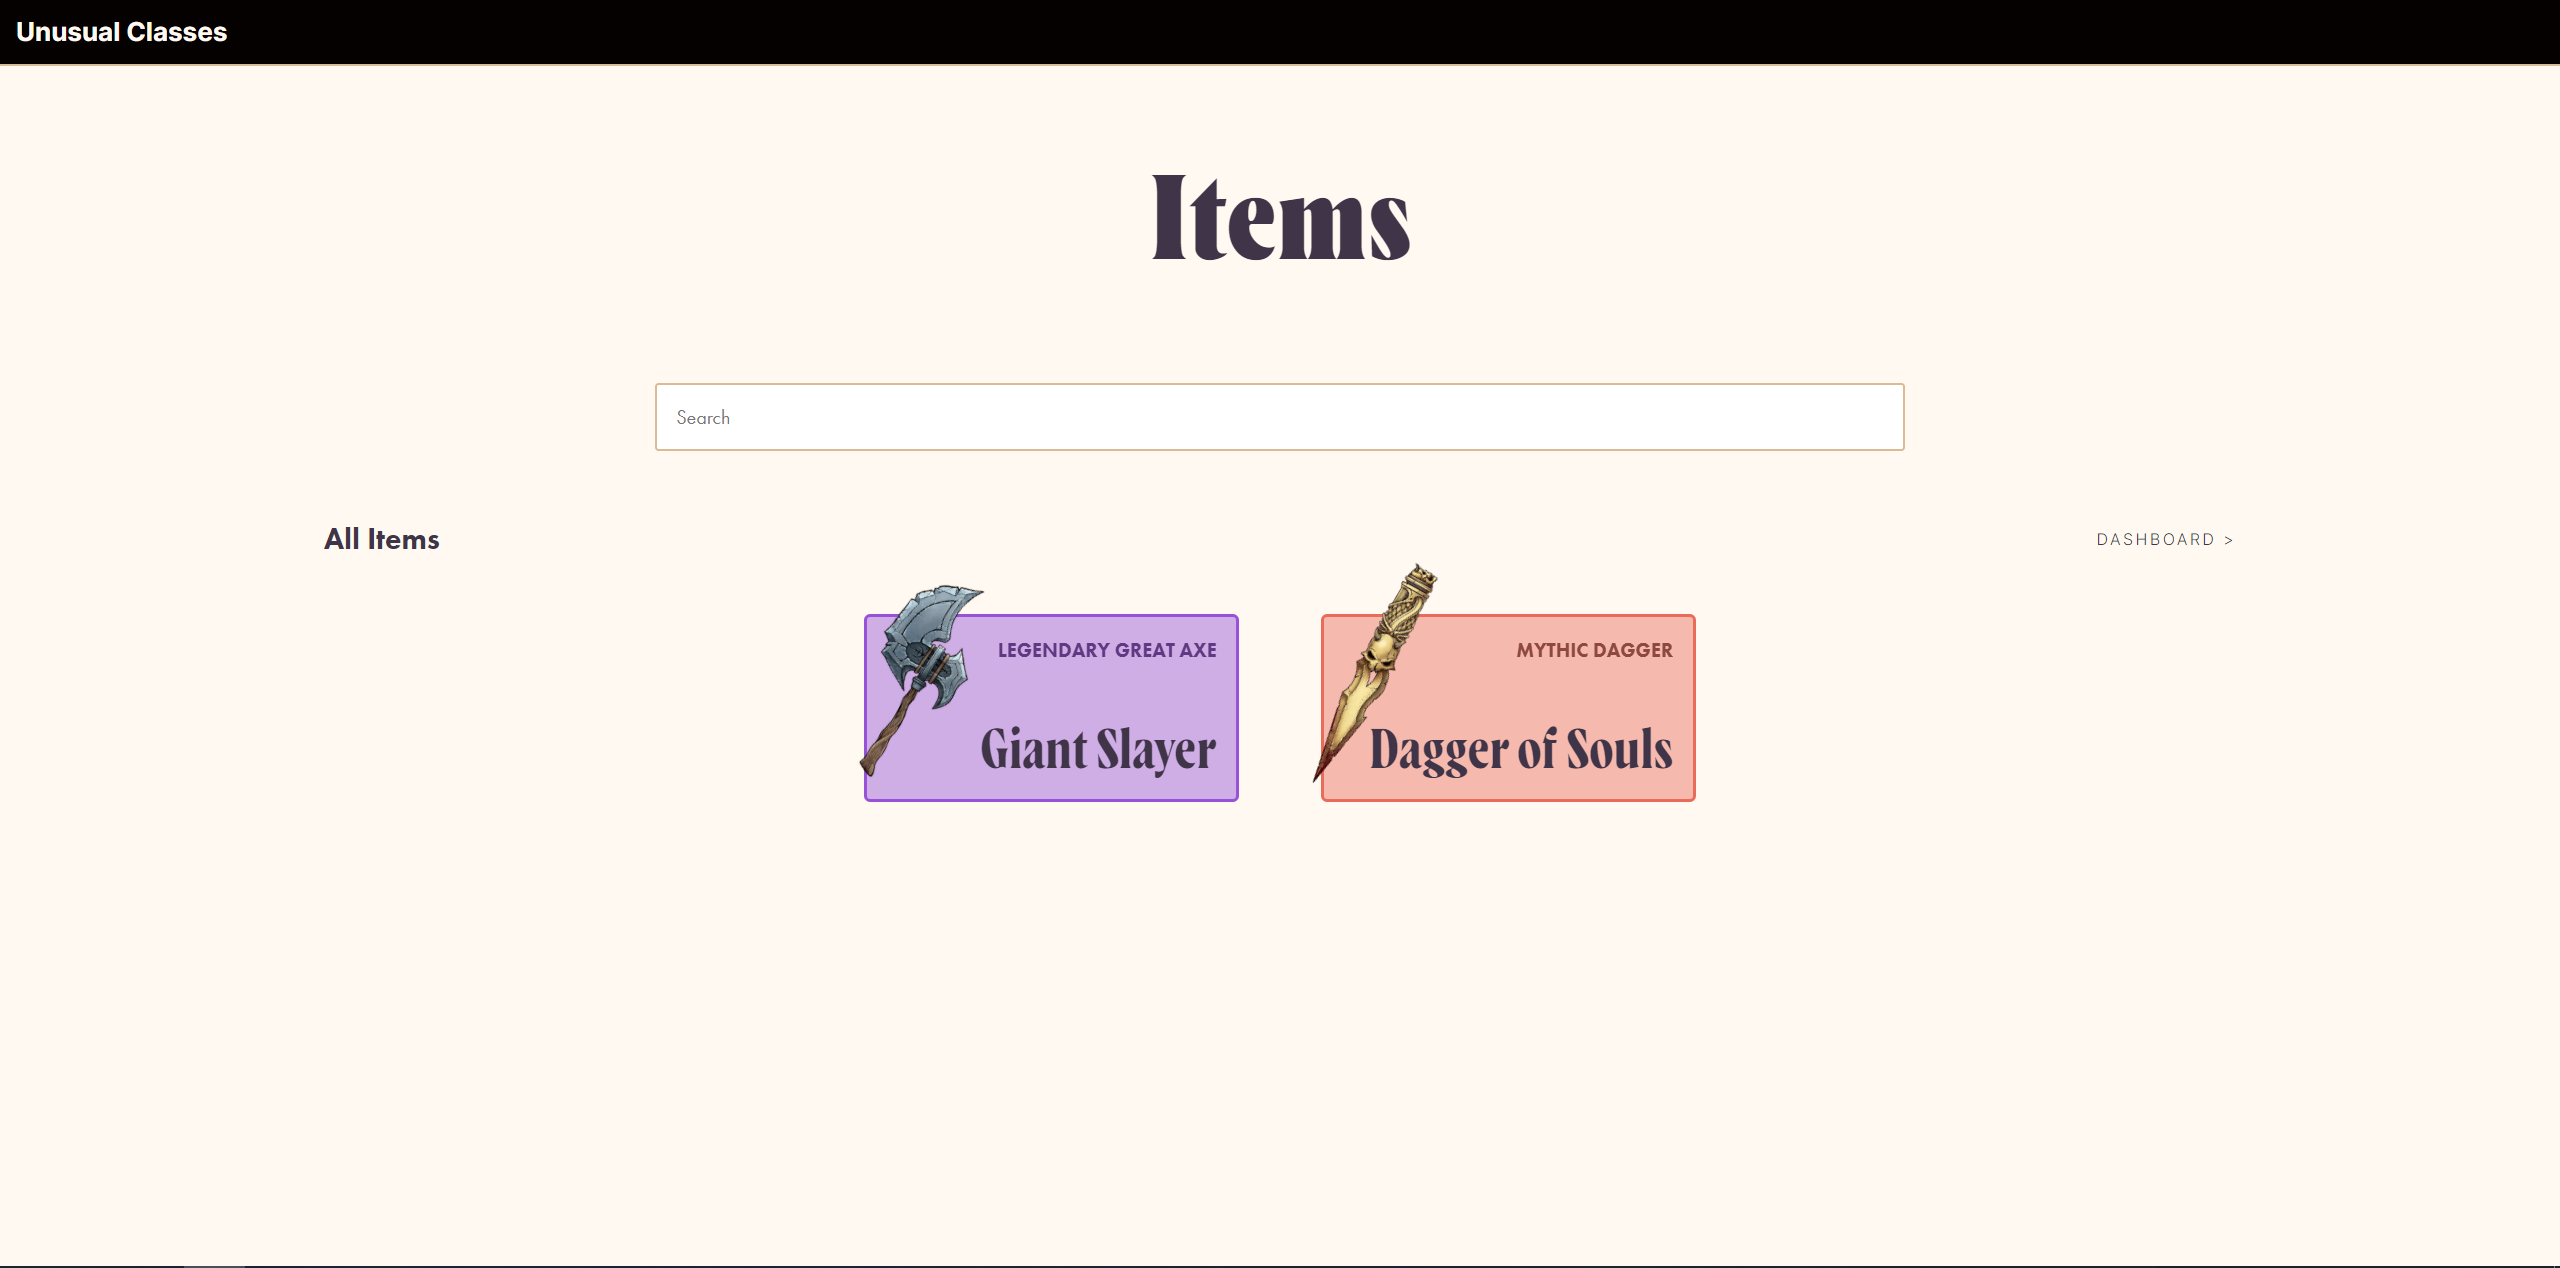 Unusual Classes
Items
Search
All Items
DASHBOARD >
LEGENDARY GREAT AXE
Giant Slayer
MYTHIC DAGGER
Dagger of Souls